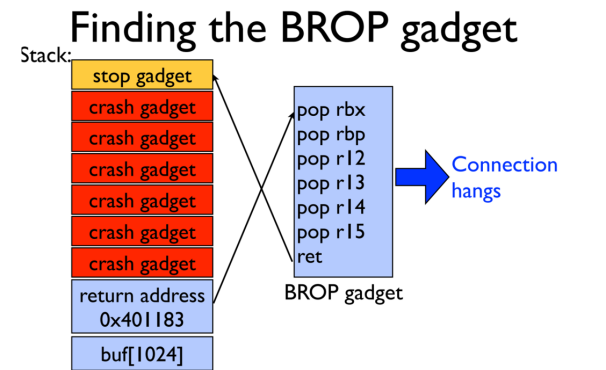 Finding the BROP gadget
Stack:
stop gadget
crash gadget
crash gadget
crash gadget
crash gadget
crash gadget
crash gadget
return address
0x401183
buf[1024]
pop rbx
pop rbp
pop r12
pop r13
pop r14
pop r15
ret
BROP gadget
Connection
hangs